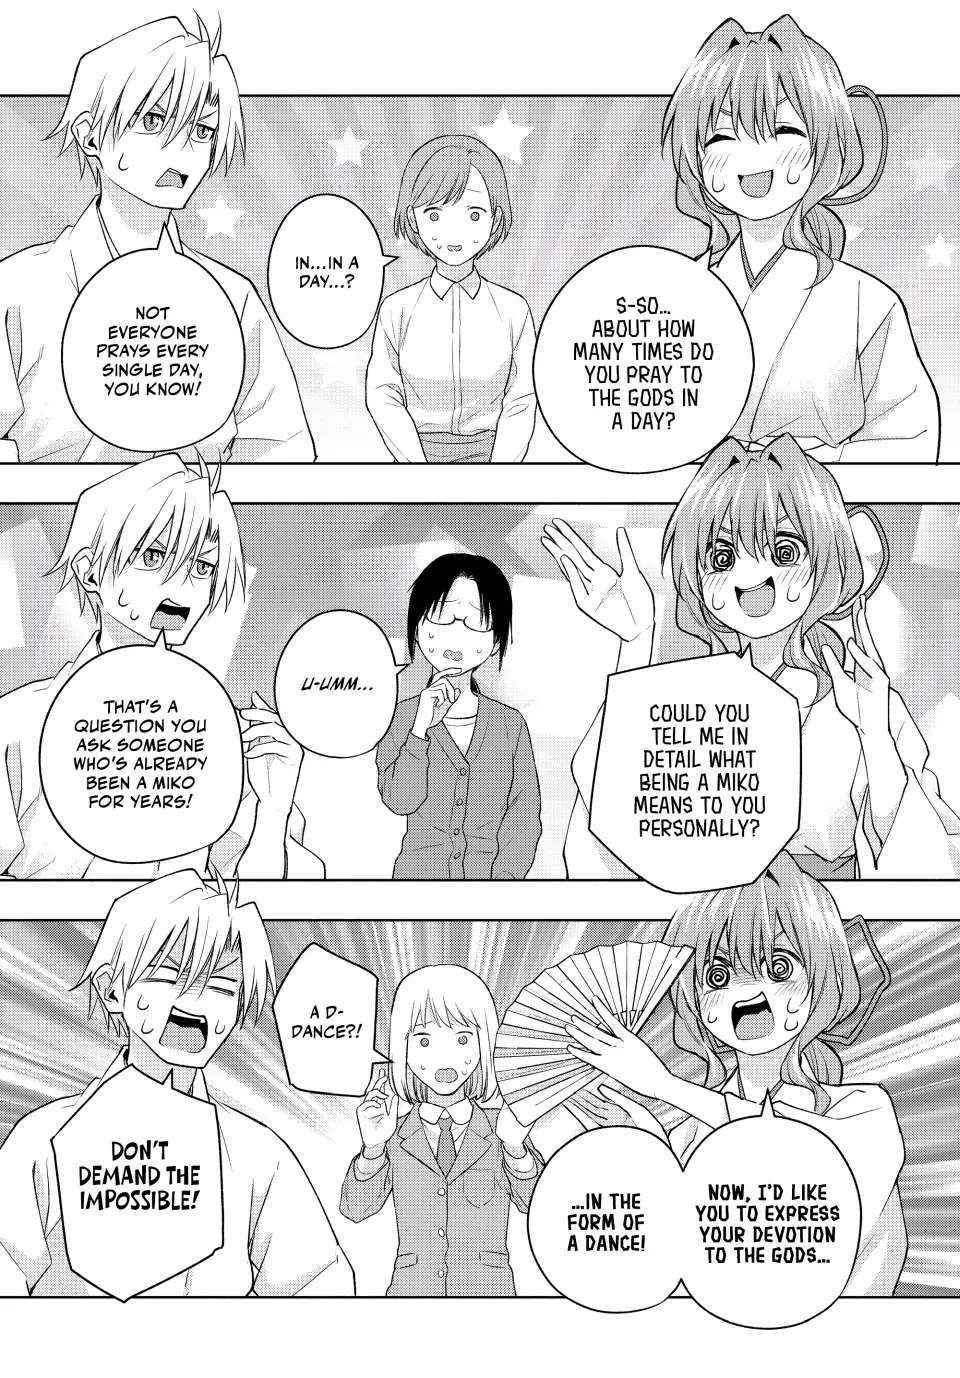 S-SO...
ABOUT HOW
MANY TIMES DO
YOU PRAY TO
THE GODS IN
A DAY?
IN...IN A
DAY...?
NOT
EVERYONE
PRAYS EVERY
SINGLE DAY,
YOU KNOW!
COULD YOU
TELL ME IN
DETAIL WHAT
BEING A MIKO
MEANS TO YOU
PERSONALLY?
U-UMM...
THAT'S A
QUESTION YOU
ASK SOMEONE
WHO'S ALREADY
BEEN A MIKO
FOR YEARS!
NOW, I'D LIKE
YOU TO EXPRESS
YOUR DEVOTION
TO THE GODS...
...IN THE
FORM OF
A DANCE!
A D-
DANCE?!
DON'T
DEMAND THE
IMPOSSIBLE!